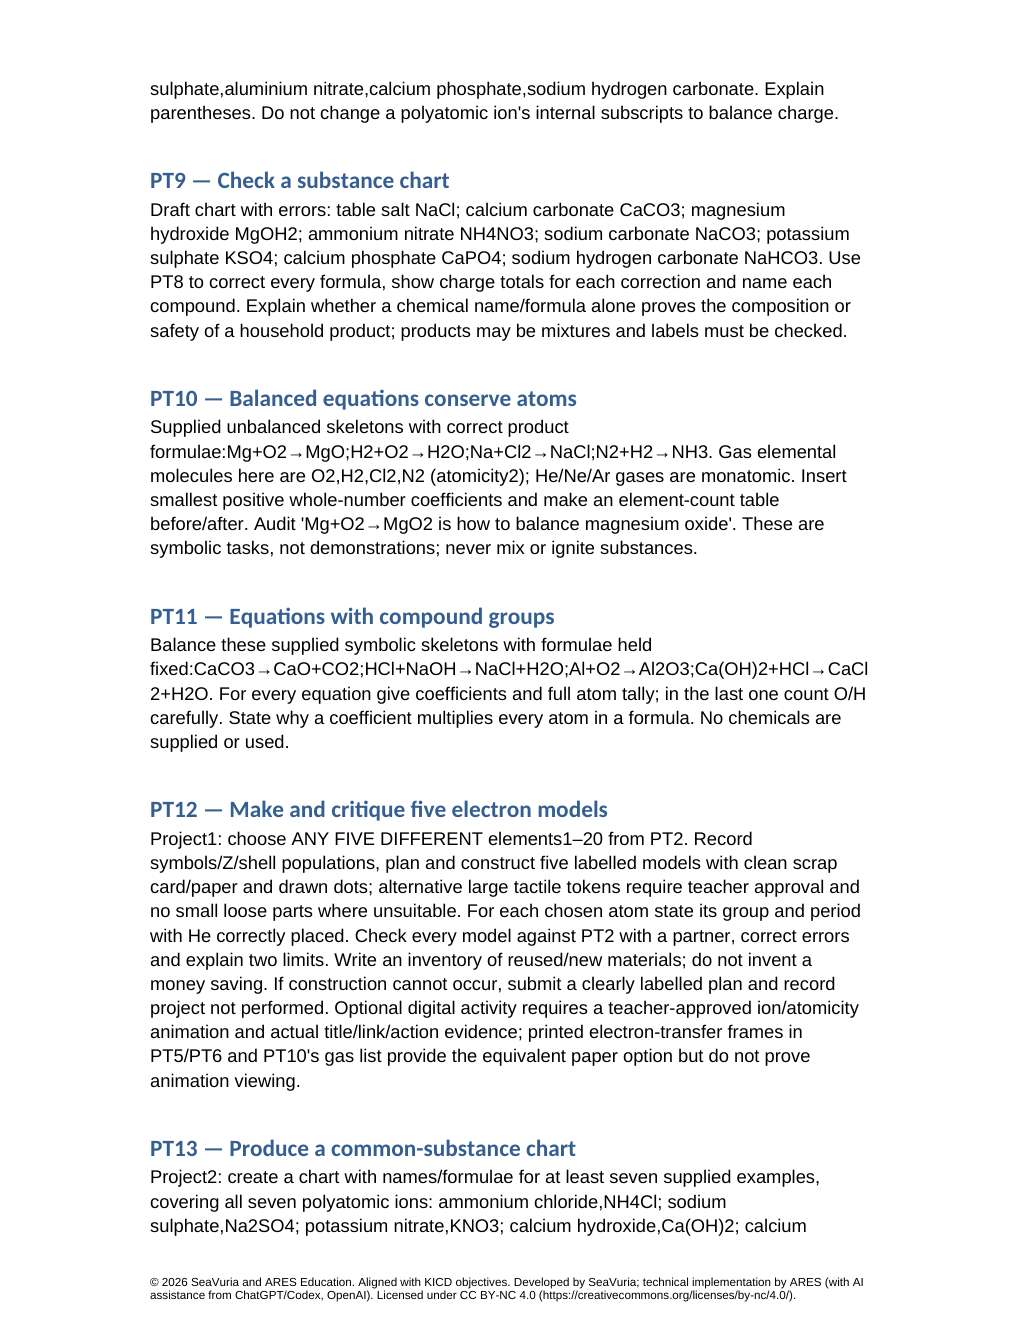 sulphate,aluminium nitrate,calcium phosphate,sodium hydrogen carbonate. Explain
parentheses. Do not change a polyatomic ion's internal subscripts to balance charge.
PT9 — Check a substance chart
Draft chart with errors: table salt NaCl; calcium carbonate CaCO3; magnesium
hydroxide MgOH2; ammonium nitrate NH4NO3; sodium carbonate NaCO3; potassium
sulphate KSO4; calcium phosphate CaPO4; sodium hydrogen carbonate NaHCO3. Use
PT8 to correct every formula, show charge totals for each correction and name each
compound. Explain whether a chemical name/formula alone proves the composition or
safety of a household product; products may be mixtures and labels must be checked.
PT10 — Balanced equations conserve atoms
Supplied unbalanced skeletons with correct product
formulae:Mg+O2→MgO;H2+O2→H2O;Na+Cl2→NaCl;N2+H2→NH3. Gas elemental
molecules here are O2,H2,Cl2,N2 (atomicity2); He/Ne/Ar gases are monatomic. Insert
smallest positive whole-number coefficients and make an element-count table
before/after. Audit 'Mg+O2→MgO2 is how to balance magnesium oxide'. These are
symbolic tasks, not demonstrations; never mix or ignite substances.
PT11 — Equations with compound groups
Balance these supplied symbolic skeletons with formulae held
fixed:CaCO3→CaO+CO2;HCl+NaOH→NaCl+H2O;Al+O2→Al2O3;Ca(OH)2+HCl→CaCl
2+H2O. For every equation give coefficients and full atom tally; in the last one count O/H
carefully. State why a coefficient multiplies every atom in a formula. No chemicals are
supplied or used.
PT12 — Make and critique five electron models
Project1: choose ANY FIVE DIFFERENT elements1–20 from PT2. Record
symbols/Z/shell populations, plan and construct five labelled models with clean scrap
card/paper and drawn dots; alternative large tactile tokens require teacher approval and
no small loose parts where unsuitable. For each chosen atom state its group and period
with He correctly placed. Check every model against PT2 with a partner, correct errors
and explain two limits. Write an inventory of reused/new materials; do not invent a
money saving. If construction cannot occur, submit a clearly labelled plan and record
project not performed. Optional digital activity requires a teacher-approved ion/atomicity
animation and actual title/link/action evidence; printed electron-transfer frames in
PT5/PT6 and PT10's gas list provide the equivalent paper option but do not prove
animation viewing.
PT13 — Produce a common-substance chart
Project2: create a chart with names/formulae for at least seven supplied examples,
covering all seven polyatomic ions: ammonium chloride,NH4Cl; sodium
sulphate,Na2SO4; potassium nitrate,KNO3; calcium hydroxide,Ca(OH)2; calcium
© 2026 SeaVuria and ARES Education. Aligned with KICD objectives. Developed by SeaVuria; technical implementation by ARES (with AI
assistance from ChatGPT/Codex, OpenAI). Licensed under CC BY-NC 4.0 (https://creativecommons.org/licenses/by-nc/4.0/).